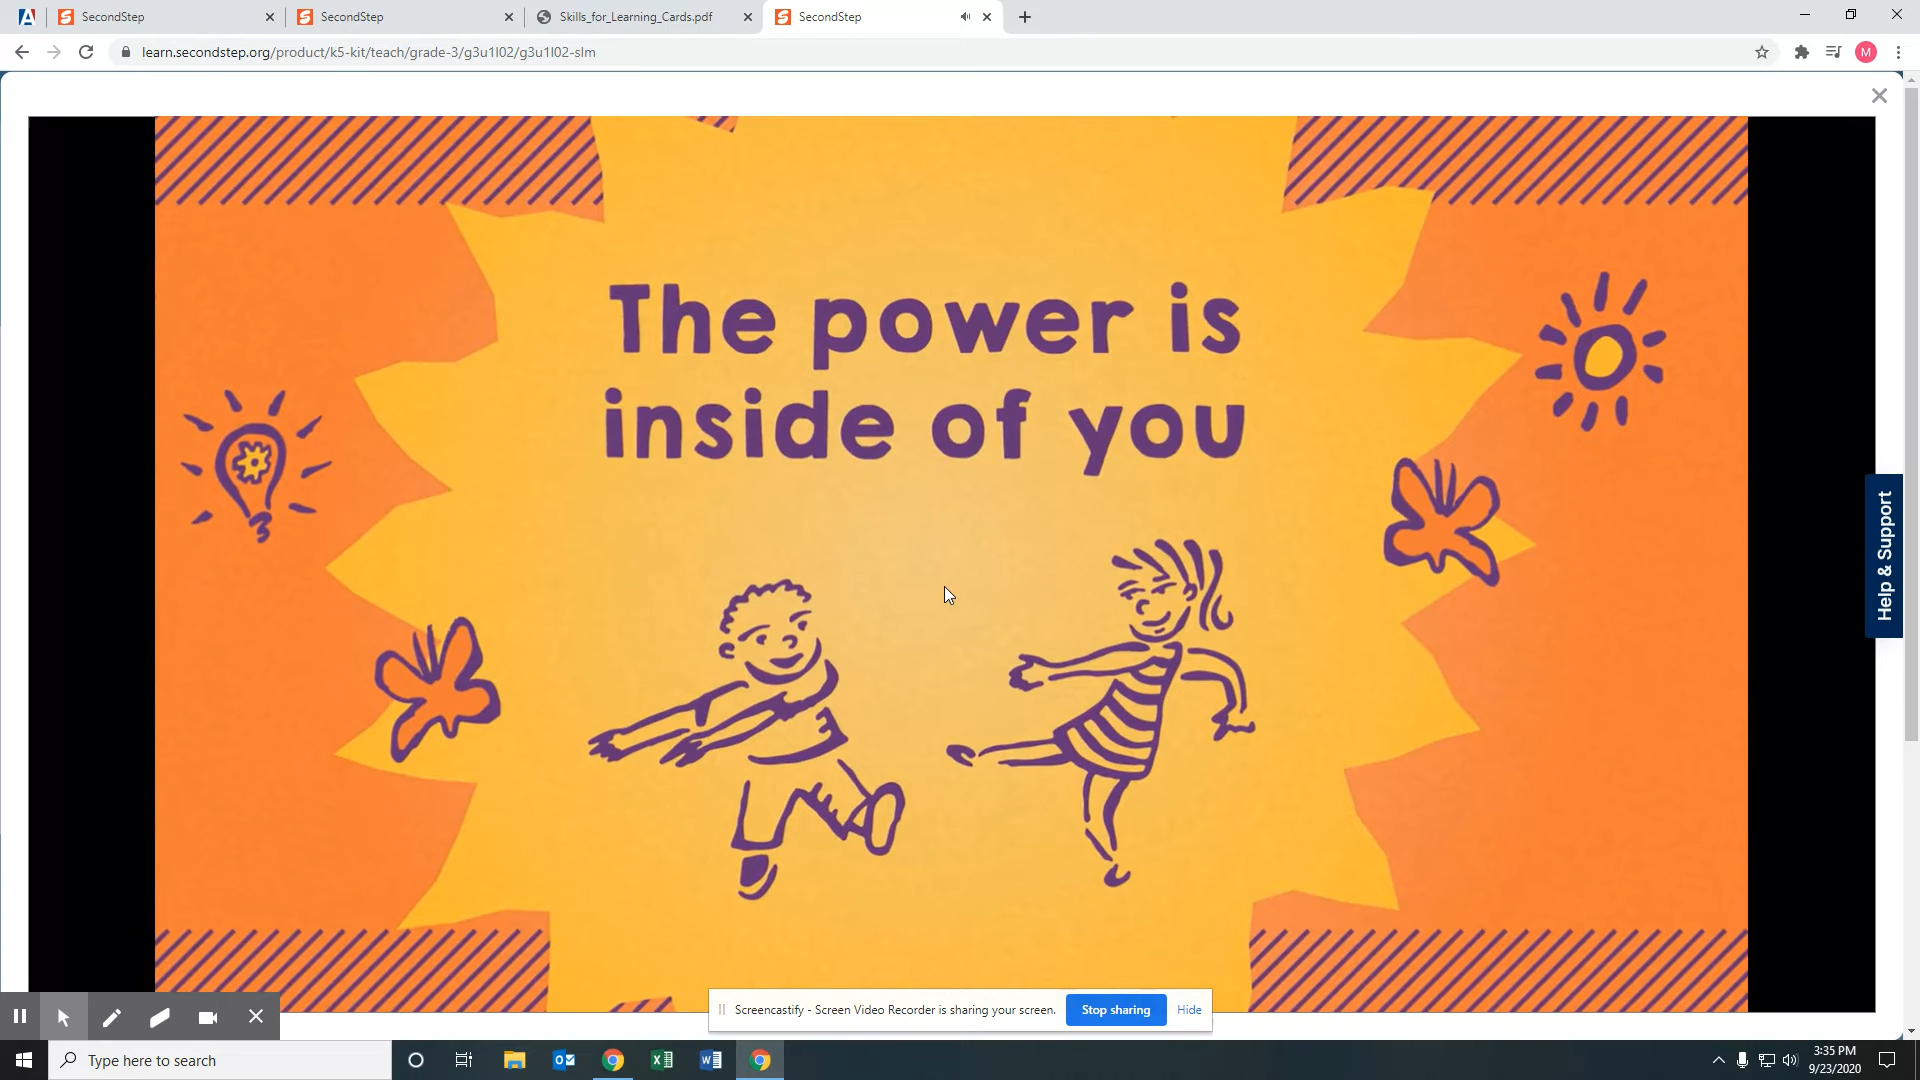 SecondStep
SecondStep
Skills_for_Learning_Cards.pdf
SecondStep
learn.secondstep.org/product/k5-kit/teach/grade-3/g3u1l02/g3u1l02-slm
M
The power is
inside of you
Help & Support
Screencastify - Screen Video Recorder is sharing your screen.
Stop sharing
Hide
Type here to search
3:35 PM
9/23/2020